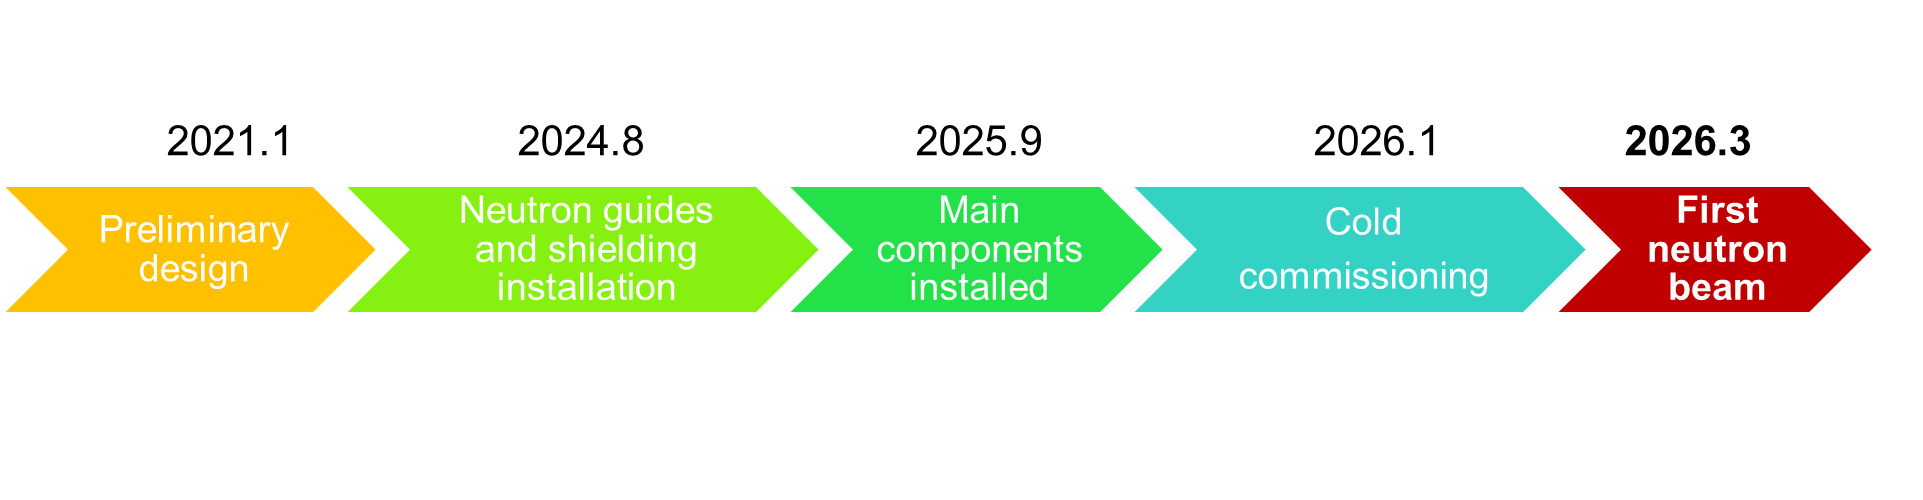 2021.1
2024.8
2025.9
2026.1
2026.3
Preliminary
design
Neutron guides
and shielding
installation
Main
components
installed
Cold
commissioning
First
neutron
beam